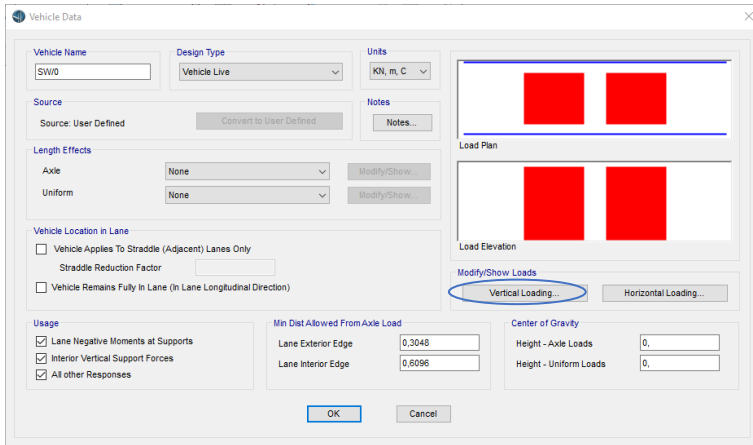 Vehicle Data
Vehicle Name
SW/0
Design Type
Vehicle Live
Units
KN, m, C
Source
Source: User Defined
Convert to User Defined
Notes
Notes...
Load Plan
Length Effects
Axle
None
Modify/Show...
Uniform
None
Modify/Show...
Load Elevation
Vehicle Location in Lane
Vehicle Applies To Straddle (Adjacent) Lanes Only
Straddle Reduction Factor
Vehicle Remains Fully In Lane (In Lane Longitudinal Direction)
Modify/Show Loads
Vertical Loading...
Horizontal Loading...
Usage
Lane Negative Moments at Supports
Interior Vertical Support Forces
All other Responses
Min Dist Allowed From Axle Load
Lane Exterior Edge
0,3048
Lane Interior Edge
0,6096
Center of Gravity
Height - Axle Loads
0,
Height - Uniform Loads
0,
OK
Cancel